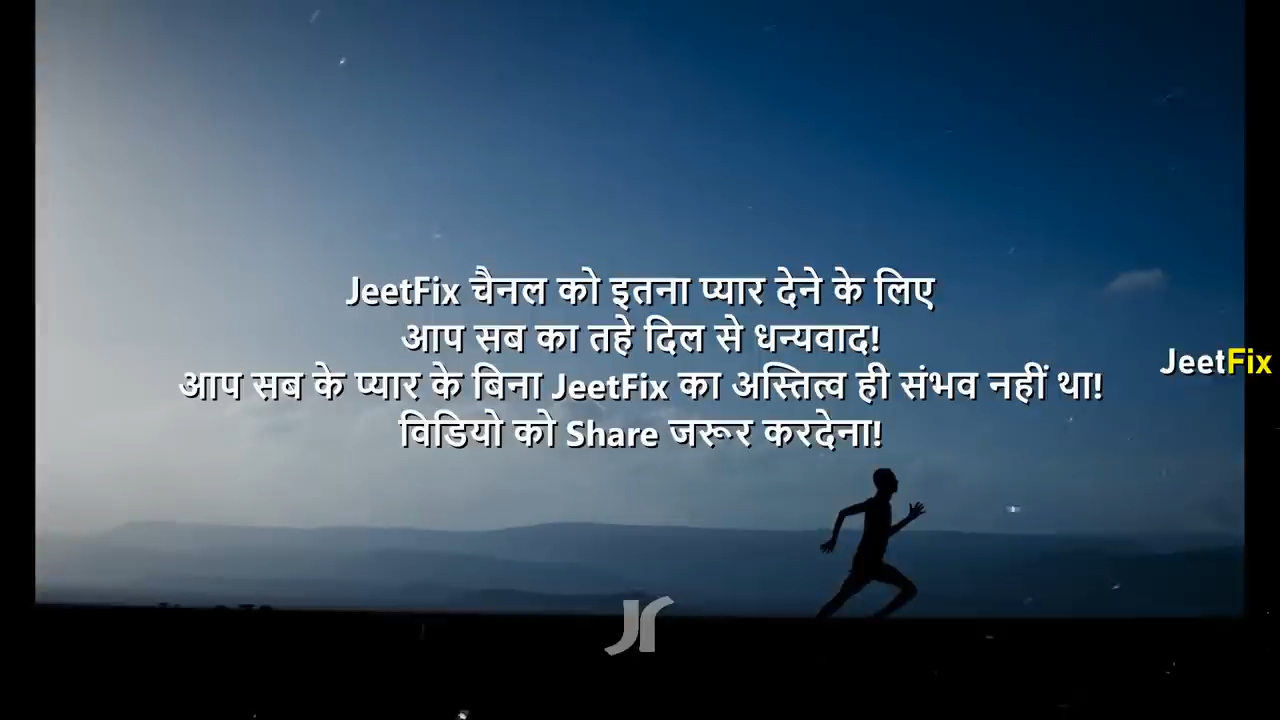 JeetFix चैनल को इतना प्यार देने के लिए
आप सब का तहे दिल से धन्यवाद!
आप सब के प्यार के बिना JeetFix का अस्तित्व ही संभव नहीं था!
विडियो को Share जरूर करदेना!
JeetFix